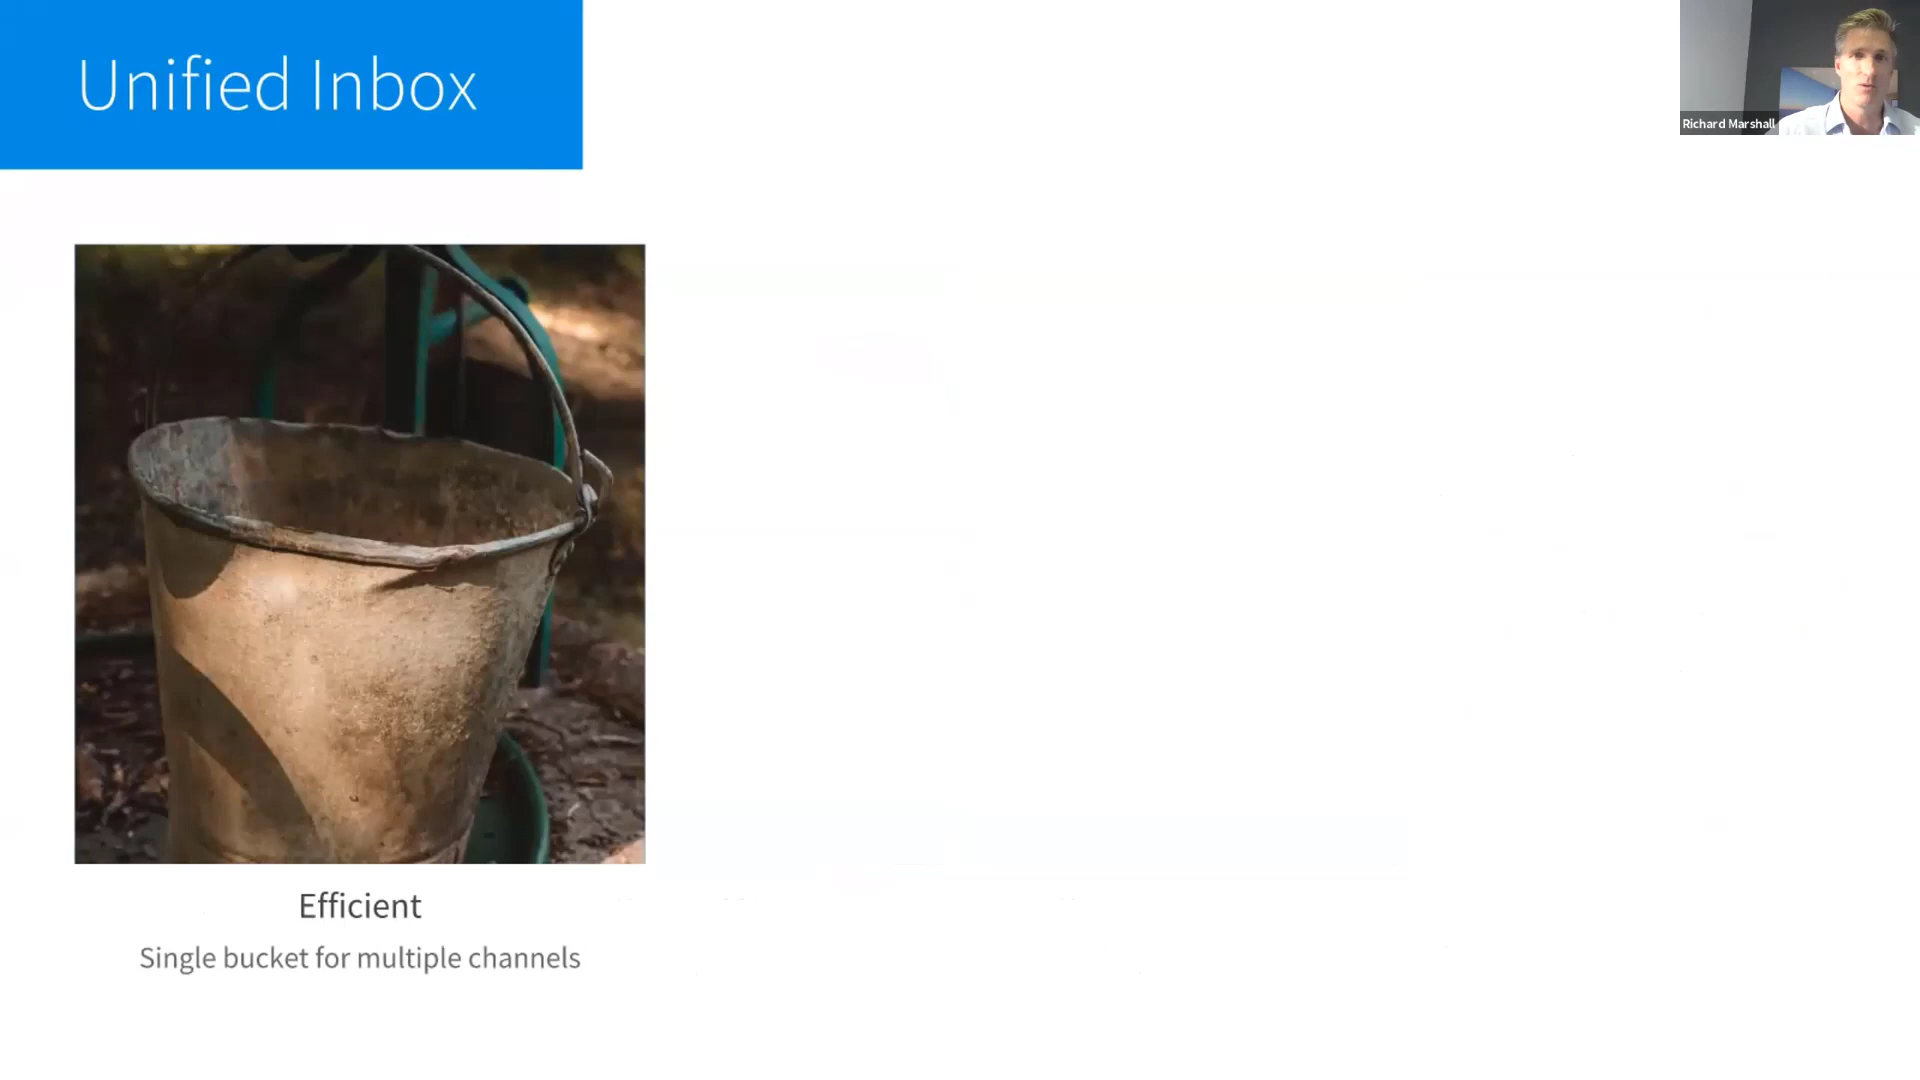 Unified Inbox
Richard Marshall
Efficient
Single bucket for multiple channels